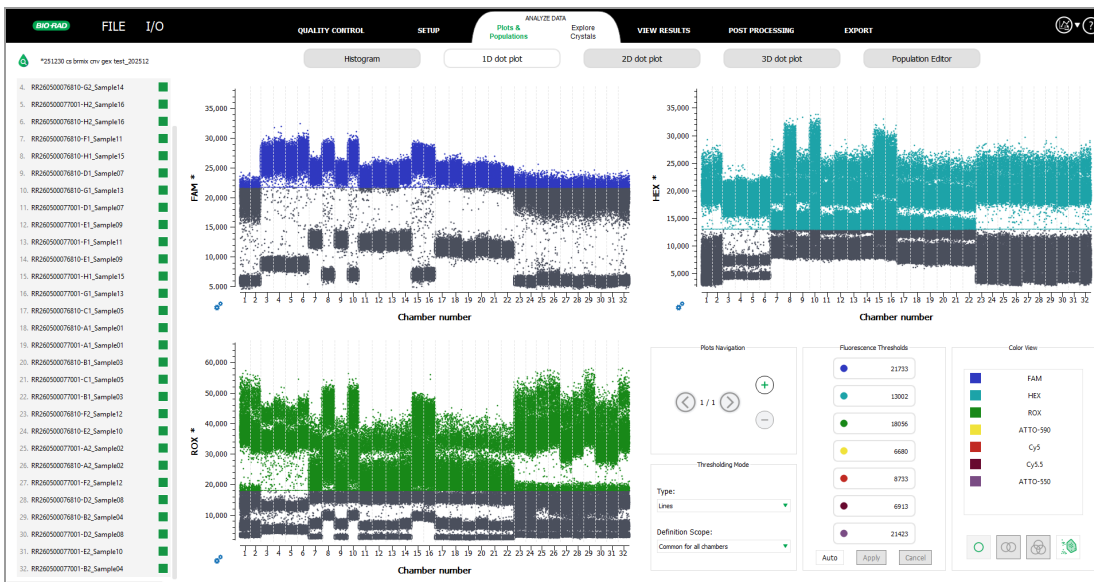 BIO-RAD FILE I/O
QUALITY CONTROL SETUP ANALYZE DATA Plots & Populations Explore Crystals VIEW RESULTS POST PROCESSING EXPORT
*251230 cs brmix cnv gex test_202512
Histogram 1D dot plot 2D dot plot 3D dot plot Population Editor
4. RR260500076810-G2_Sample14
5. RR260500077001-H2_Sample16
6. RR260500076810-H2_Sample16
7. RR260500076810-F1_Sample11
8. RR260500076810-H1_Sample15
9. RR260500076810-D1_Sample07
10. RR260500076810-G1_Sample13
11. RR260500077001-D1_Sample07
12. RR260500077001-E1_Sample09
13. RR260500077001-F1_Sample11
14. RR260500076810-E1_Sample09
15. RR260500077001-H1_Sample15
16. RR260500077001-G1_Sample13
17. RR260500076810-C1_Sample05
18. RR260500076810-A1_Sample01
19. RR260500077001-A1_Sample01
20. RR260500076810-B1_Sample03
21. RR260500077001-C1_Sample05
22. RR260500077001-B1_Sample03
23. RR260500076810-F2_Sample12
24. RR260500076810-E2_Sample10
25. RR260500077001-A2_Sample02
26. RR260500076810-A2_Sample02
27. RR260500077001-F2_Sample12
28. RR260500076810-D2_Sample08
29. RR260500076810-B2_Sample04
30. RR260500077001-D2_Sample08
31. RR260500077001-E2_Sample10
32. RR260500077001-B2_Sample04
FAM *
35,000
30,000
25,000
20,000
15,000
10,000
5.000
1 2 3 4 5 6 7 8 9 10 11 12 13 14 15 16 17 18 19 20 21 22 23 24 25 26 27 28 29 30 31 32
Chamber number
HEX *
35,000
30,000
25,000
20,000
15,000
10,000
5,000
1 2 3 4 5 6 7 8 9 10 11 12 13 14 15 16 17 18 19 20 21 22 23 24 25 26 27 28 29 30 31 32
Chamber number
ROX *
60,000
50,000
40,000
30,000
20,000
10,000
1 2 3 4 5 6 7 8 9 10 11 12 13 14 15 16 17 18 19 20 21 22 23 24 25 26 27 28 29 30 31 32
Chamber number
Plots Navigation
1 / 1
Thresholding Mode
Type:
Lines
Definition Scope:
Common for all chambers
Fluorescence Thresholds
21733
13002
18056
6680
8733
6913
21423
Auto Apply Cancel
Color View
FAM
HEX
ROX
ATTO-590
Cy5
Cy5.5
ATTO-550